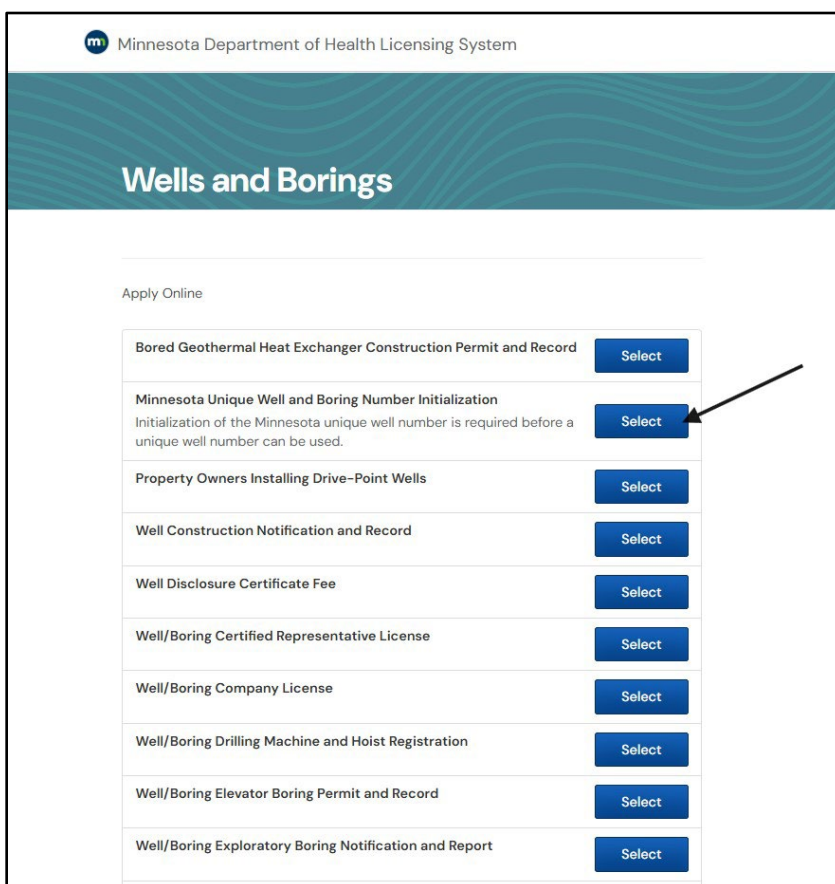 m
Minnesota Department of Health Licensing System
Wells and Borings
Apply Online
Bored Geothermal Heat Exchanger Construction Permit and Record
Select
Minnesota Unique Well and Boring Number Initialization
Initialization of the Minnesota unique well number is required before a
unique well number can be used.
Select
Property Owners Installing Drive-Point Wells
Select
Well Construction Notification and Record
Select
Well Disclosure Certificate Fee
Select
Well/Boring Certified Representative License
Select
Well/Boring Company License
Select
Well/Boring Drilling Machine and Hoist Registration
Select
Well/Boring Elevator Boring Permit and Record
Select
Well/Boring Exploratory Boring Notification and Report
Select